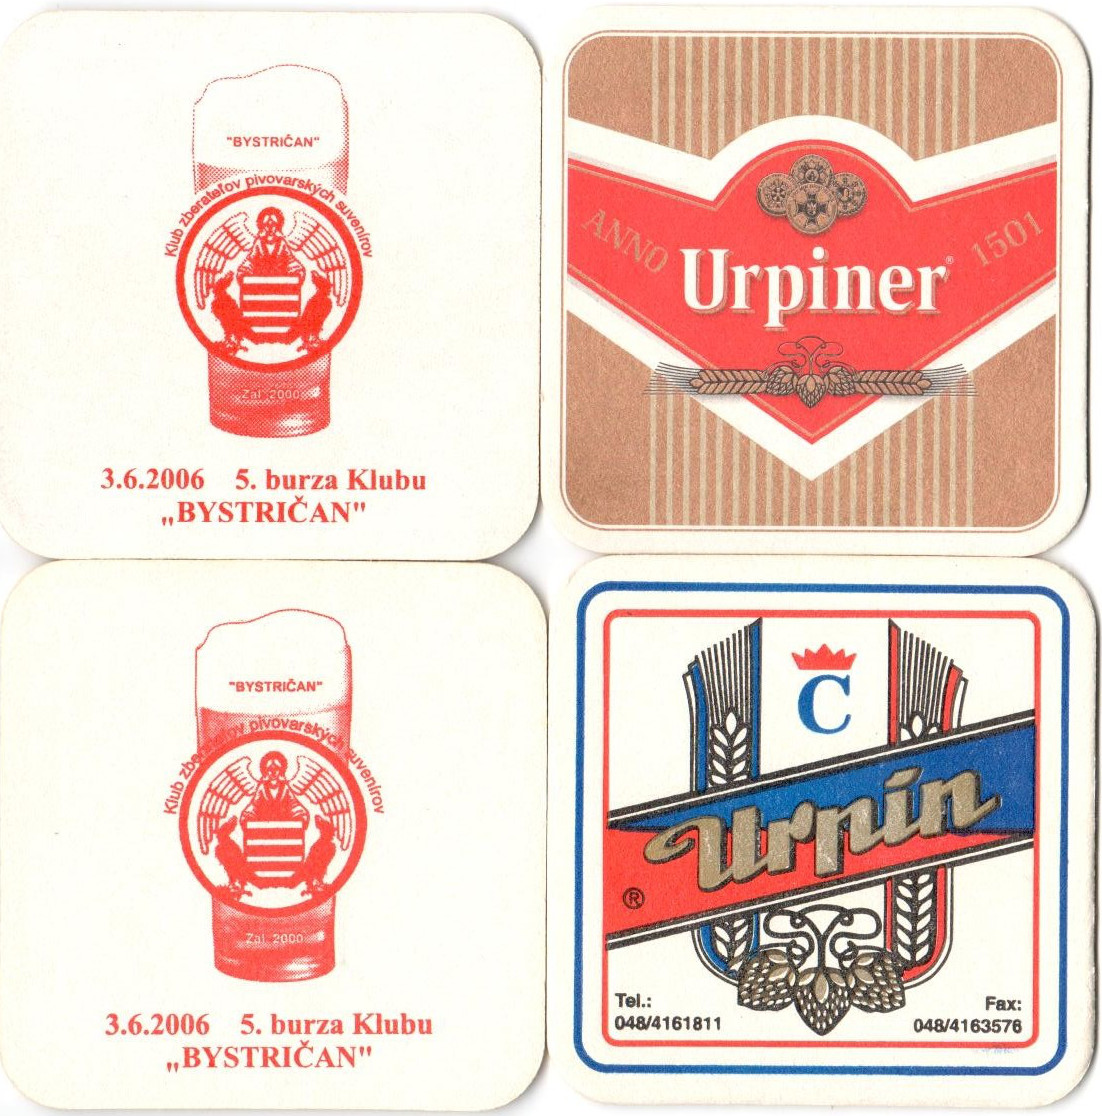 "BYSTRIČAN"
Klub zberateľov pivovarských suvenírov
Zal. 2000
3.6.2006 5. burza Klubu
„BYSTRIČAN"
ANNO 1501
Urpiner®
"BYSTRIČAN"
Klub zberateľov pivovarských suvenírov
Zal. 2000
3.6.2006 5. burza Klubu
„BYSTRIČAN"
Č
Urpín
®
Tel.: Fax:
048/4161811 048/4163576